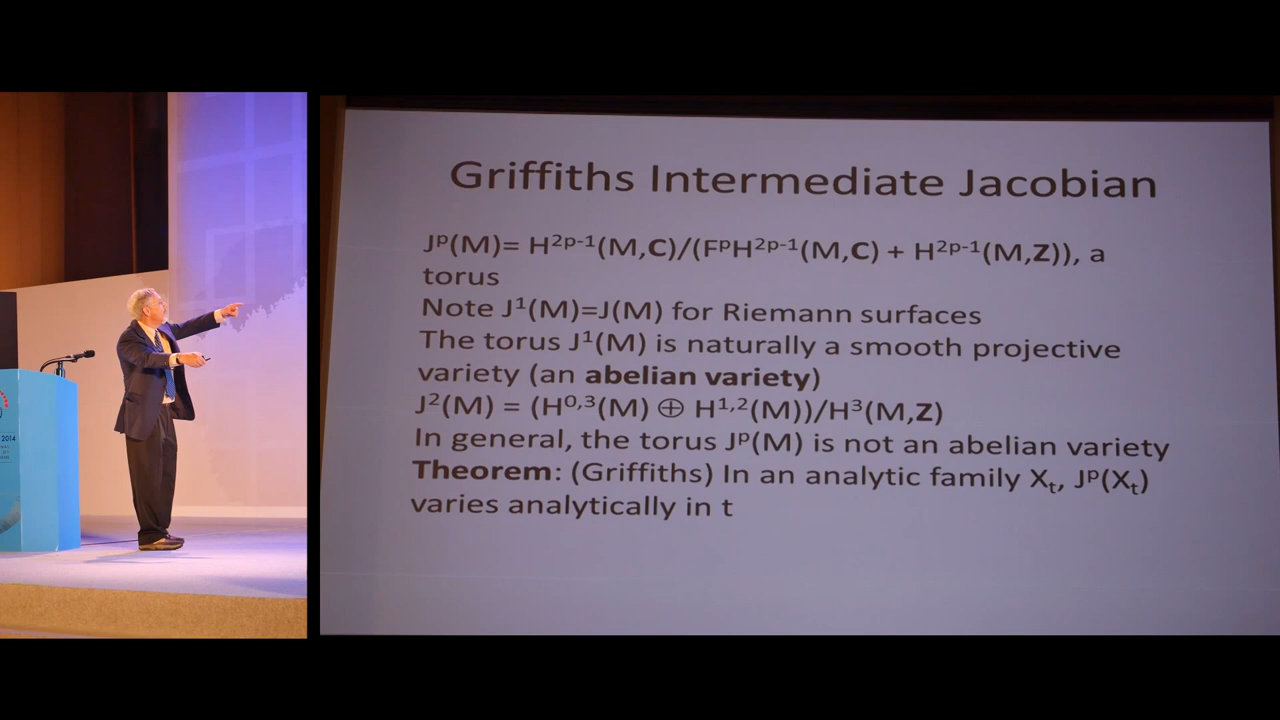 Griffiths Intermediate Jacobian
Jᵖ(M)= H²ᵖ⁻¹(M,C)/(FᵖH²ᵖ⁻¹(M,C) + H²ᵖ⁻¹(M,Z)), a
torus
Note J¹(M)=J(M) for Riemann surfaces
The torus J¹(M) is naturally a smooth projective
variety (an abelian variety)
J²(M) = (H⁰,³(M) ⊕ H¹,²(M))/H³(M,Z)
In general, the torus Jᵖ(M) is not an abelian variety
Theorem: (Griffiths) In an analytic family Xₜ, Jᵖ(Xₜ)
varies analytically in t
2014